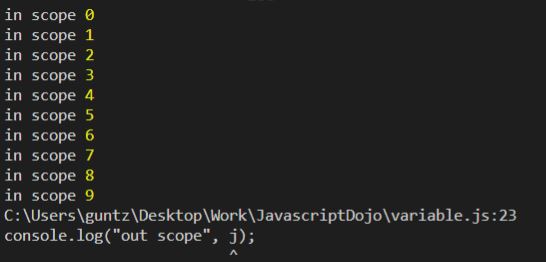 in scope 0
in scope 1
in scope 2
in scope 3
in scope 4
in scope 5
in scope 6
in scope 7
in scope 8
in scope 9
C:\Users\guntz\Desktop\Work\JavascriptDojo\variable.js:23
console.log("out scope", j);
^